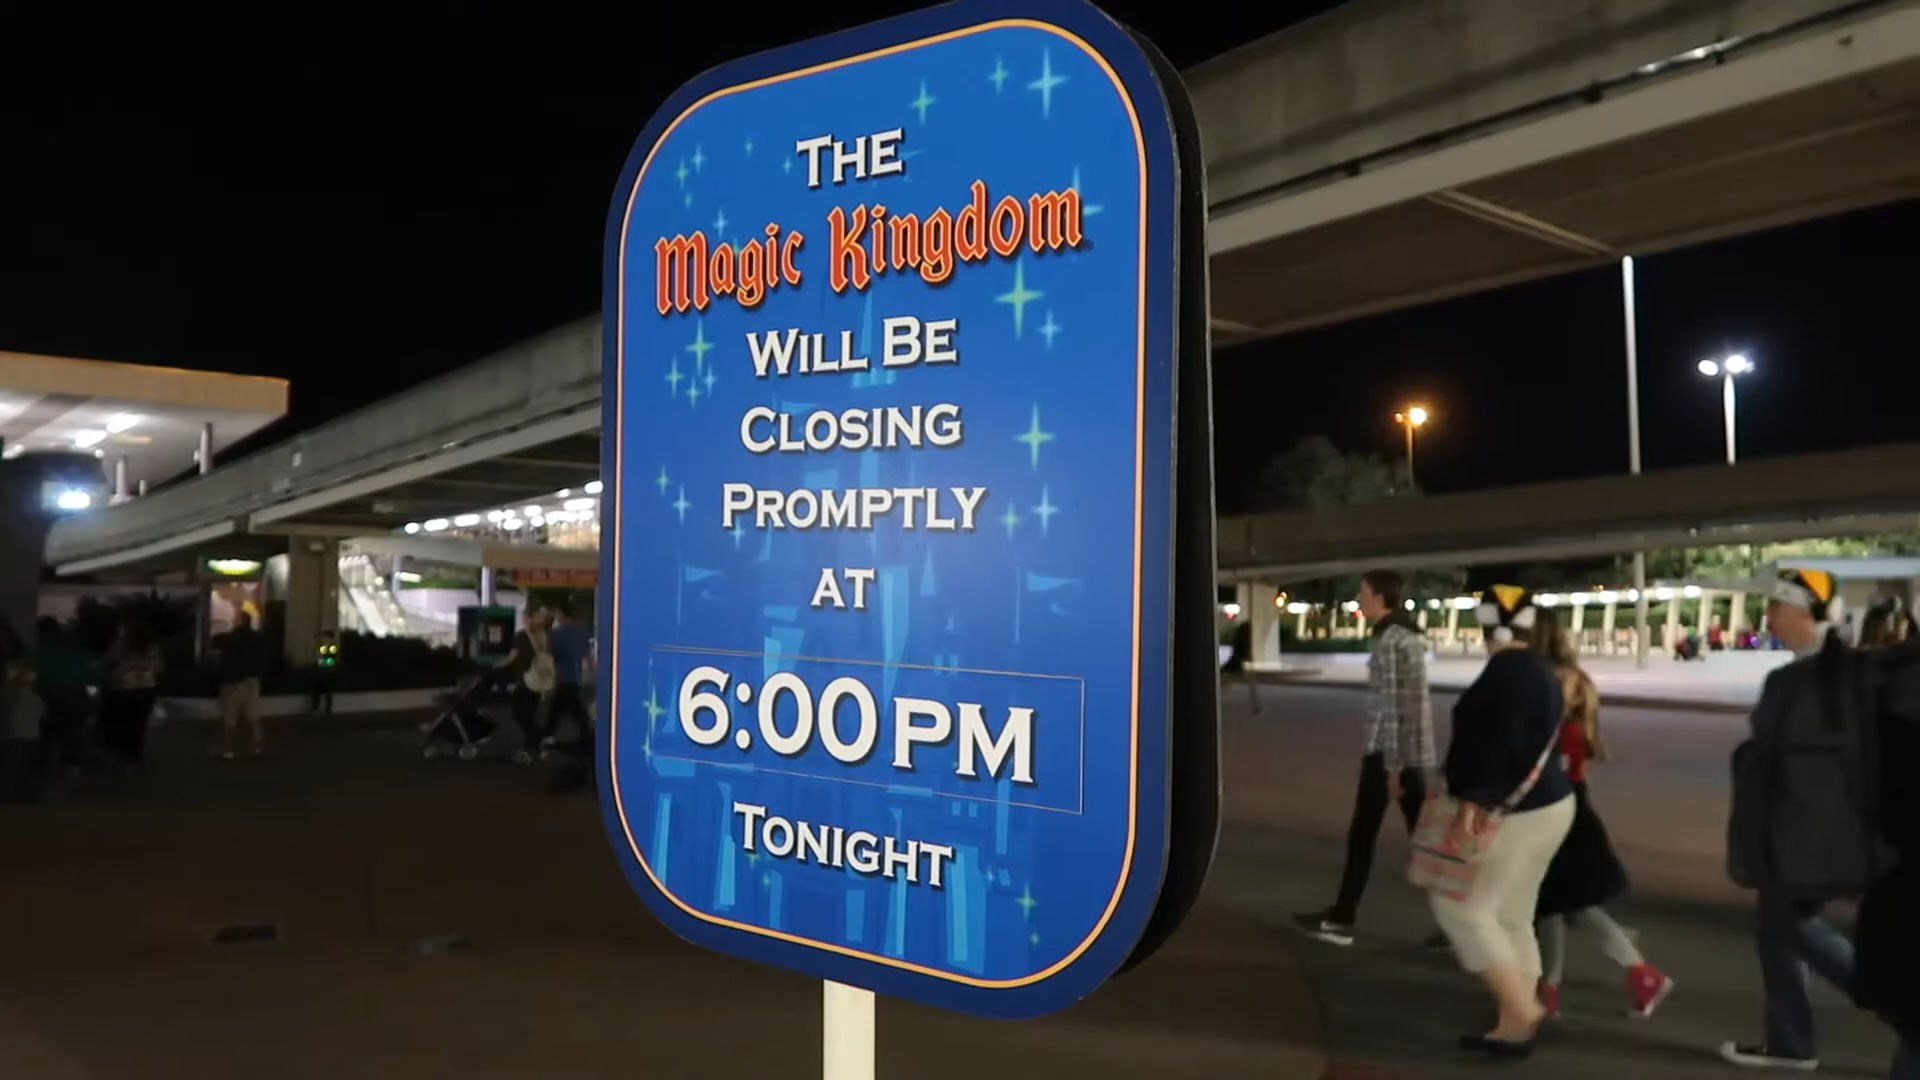 THE
Magic Kingdom
WILL BE
CLOSING
PROMPTLY
AT
6:00 PM
TONIGHT